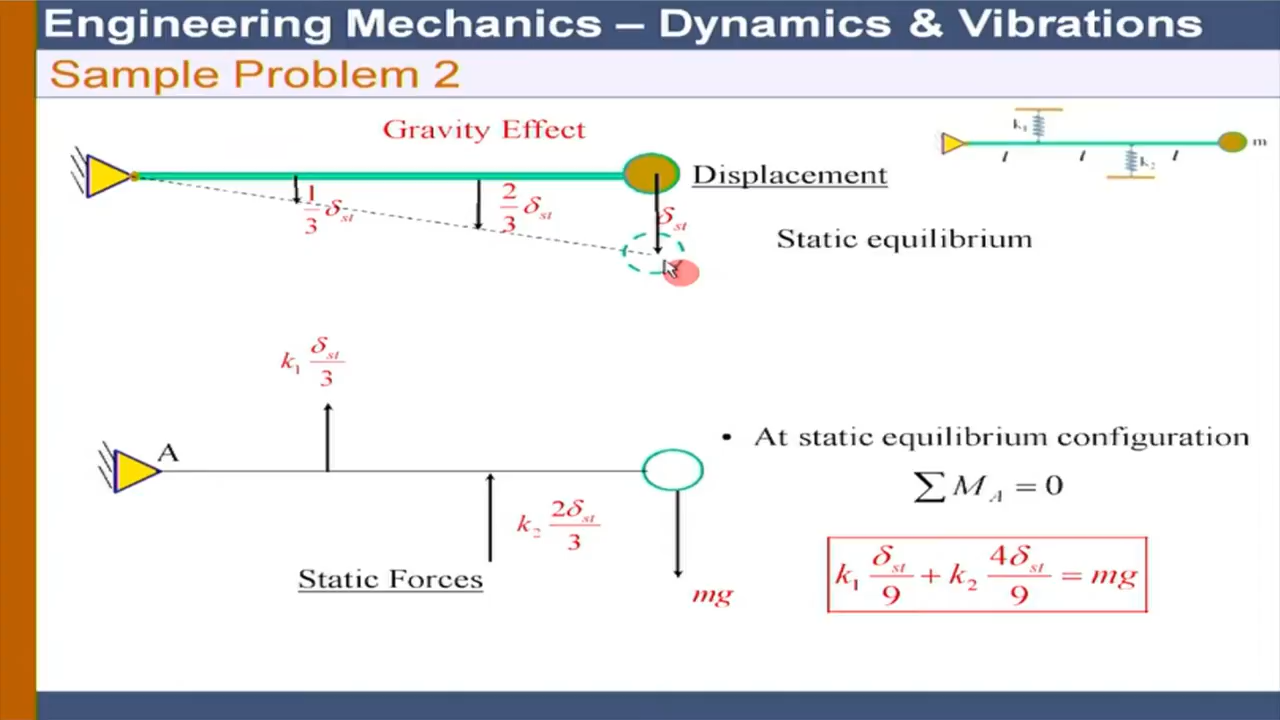 Engineering Mechanics – Dynamics & Vibrations
Sample Problem 2
Gravity Effect
k₁
m
l l l
k₂
Displacement
1/3 δst
2/3 δst
δst
Static equilibrium
k₁ δst/3
A
• At static equilibrium configuration
∑ M_A = 0
k₂ 2δst/3
k₁ δst/9 + k₂ 4δst/9 = mg
Static Forces
mg